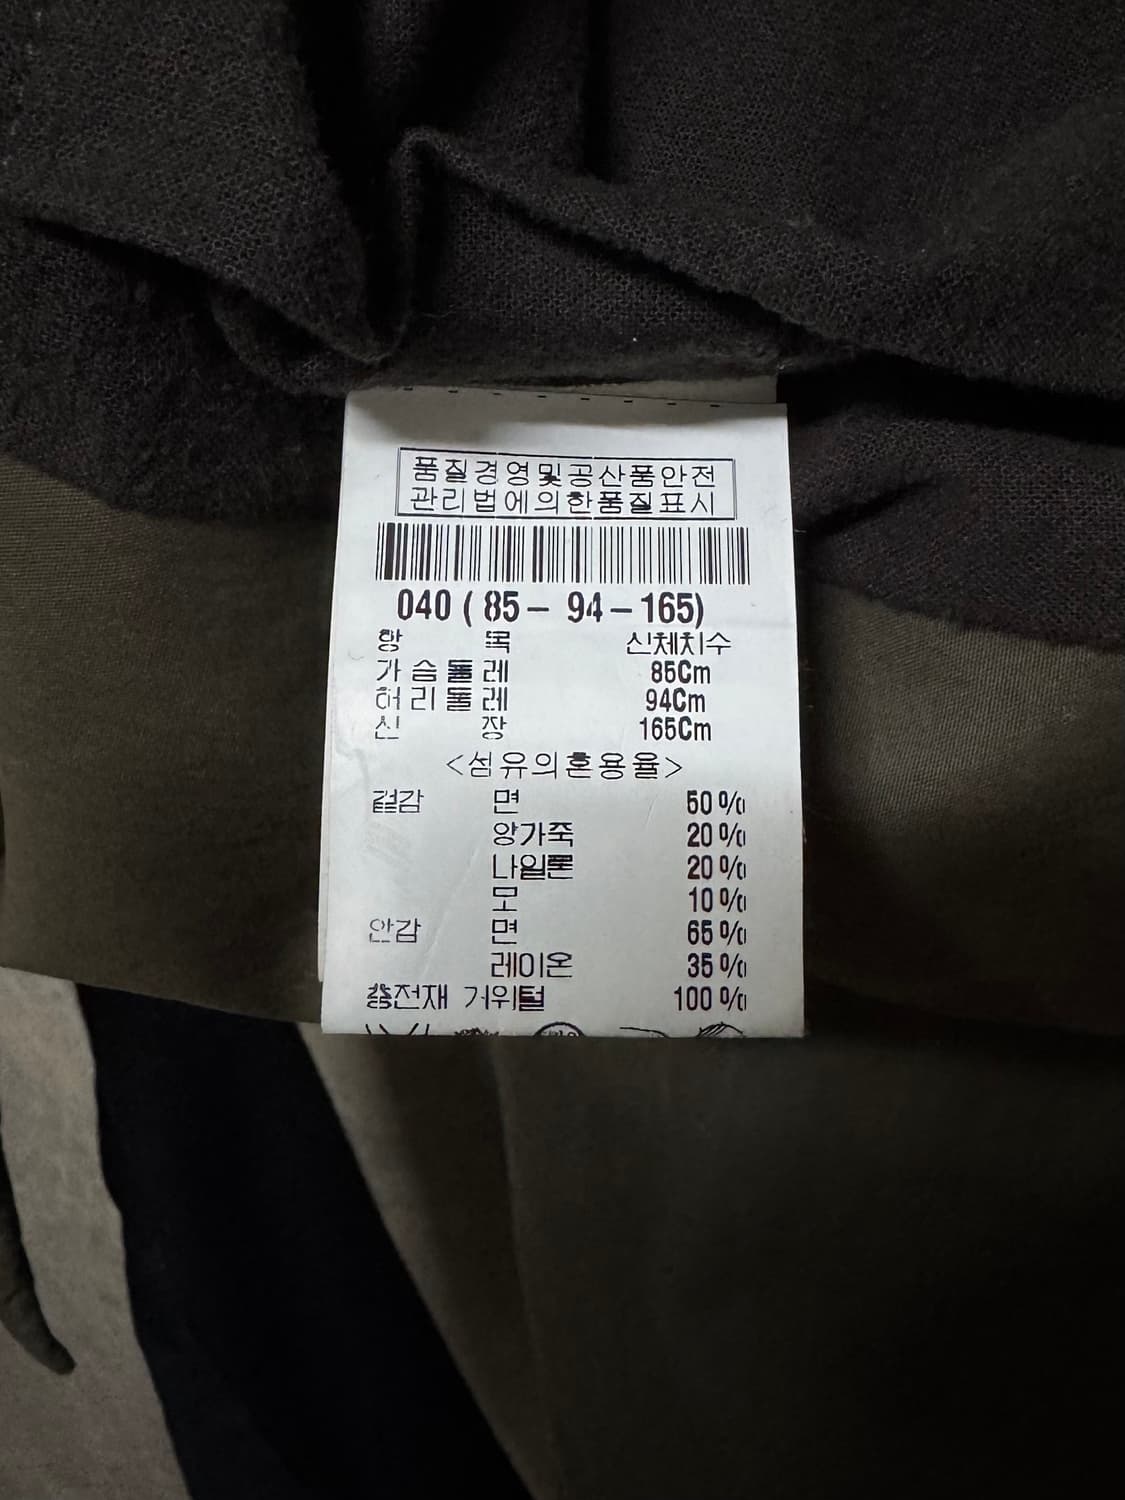 품질경영및공산품안전
관리법에의한품질표시
040 ( 85 - 94 - 165)
항 목 신체치수
가슴둘레 85Cm
허리둘레 94Cm
신 장 165Cm
<섬유의혼용율>
겉감 면 50%
양가죽 20%
나일론 20%
모 10%
안감 면 65%
레이온 35%
충전재 거위털 100%